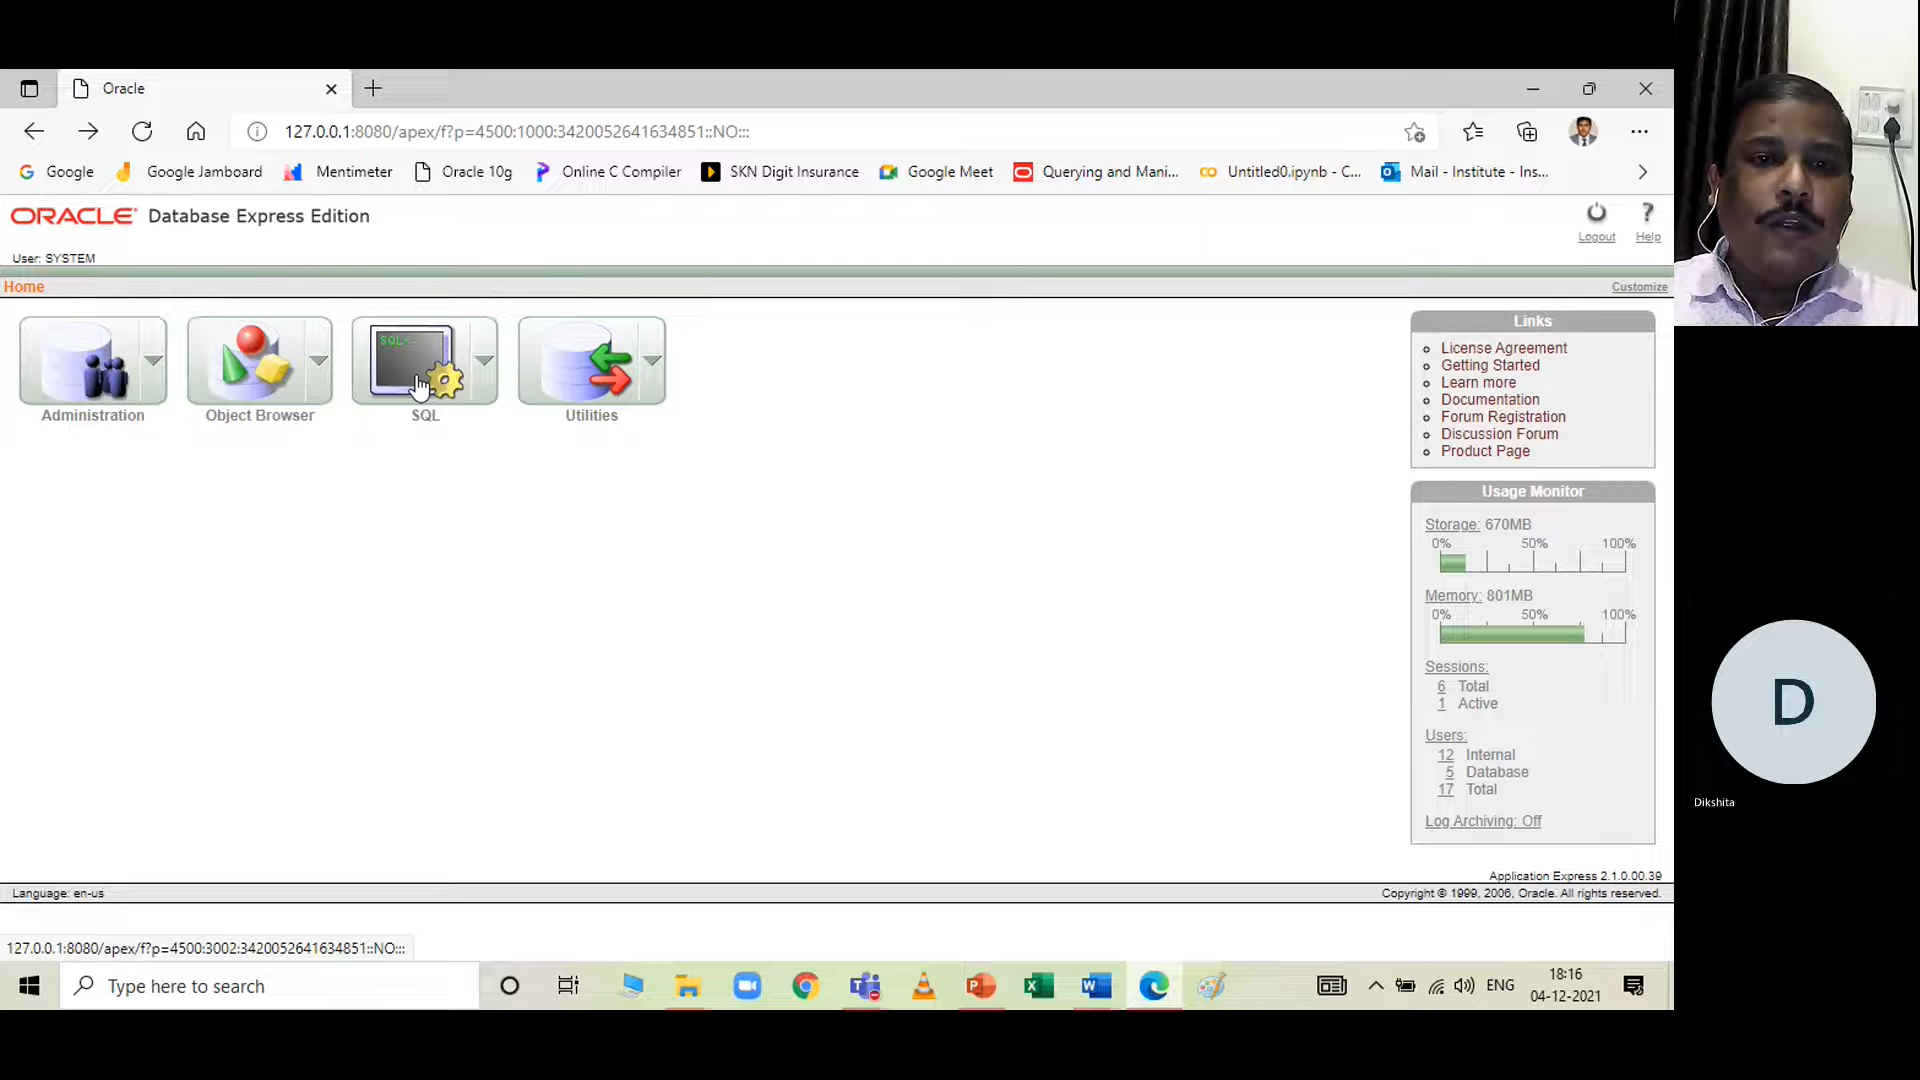 Oracle
127.0.0.1:8080/apex/f?p=4500:1000:3420052641634851::NO:::
Google
Google Jamboard
Mentimeter
Oracle 10g
Online C Compiler
SKN Digit Insurance
Google Meet
Querying and Mani...
Untitled0.ipynb - C...
Mail - Institute - Ins...
ORACLE Database Express Edition
Logout
Help
User: SYSTEM
Home
Customize
SQL>
Administration
Object Browser
SQL
Utilities
Links
License Agreement
Getting Started
Learn more
Documentation
Forum Registration
Discussion Forum
Product Page
Usage Monitor
Storage: 670MB
0% 50% 100%
Memory: 801MB
0% 50% 100%
Sessions:
6 Total
1 Active
Users:
12 Internal
5 Database
17 Total
Log Archiving: Off
D
Dikshita
Application Express 2.1.0.00.39
Language: en-us
Copyright © 1999, 2006, Oracle. All rights reserved.
127.0.0.1:8080/apex/f?p=4500:3002:3420052641634851::NO:::
Type here to search
ENG
18:16
04-12-2021